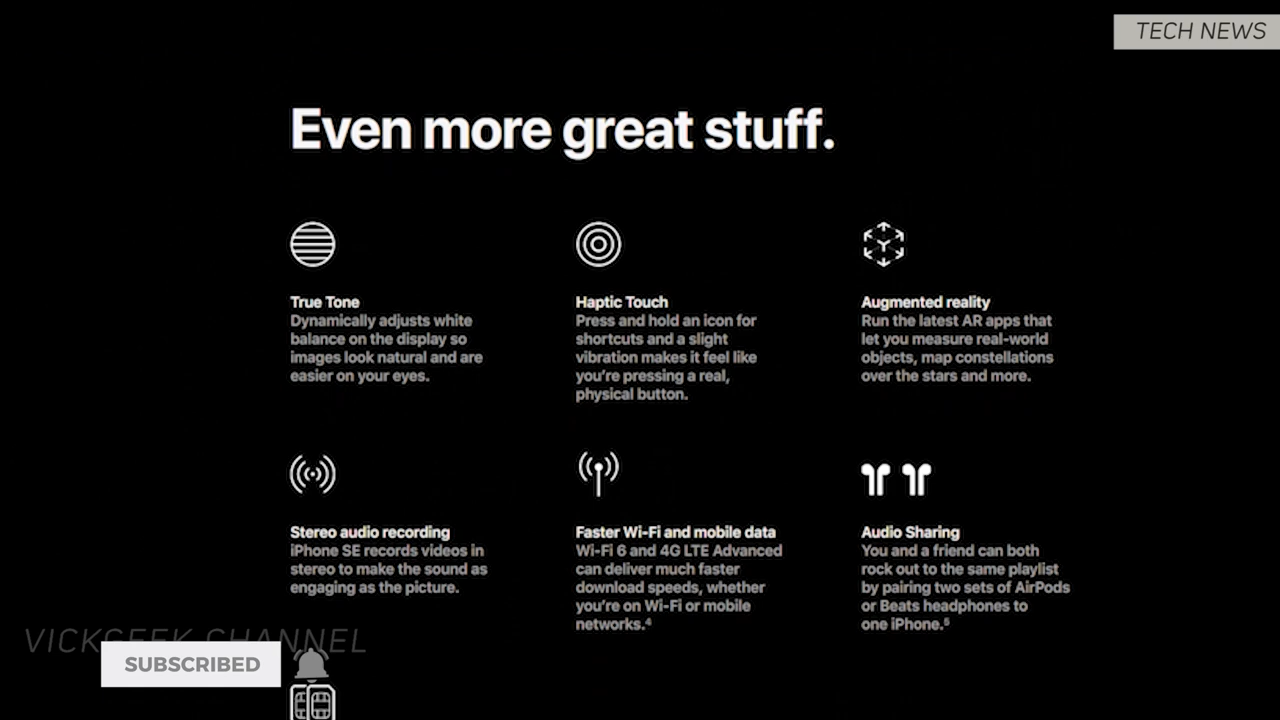 TECH NEWS
Even more great stuff.
True Tone
Dynamically adjusts white
balance on the display so
images look natural and are
easier on your eyes.
Haptic Touch
Press and hold an icon for
shortcuts and a slight
vibration makes it feel like
you're pressing a real,
physical button.
Augmented reality
Run the latest AR apps that
let you measure real-world
objects, map constellations
over the stars and more.
Stereo audio recording
iPhone SE records videos in
stereo to make the sound as
engaging as the picture.
Faster Wi-Fi and mobile data
Wi-Fi 6 and 4G LTE Advanced
can deliver much faster
download speeds, whether
you're on Wi-Fi or mobile
networks.⁴
Audio Sharing
You and a friend can both
rock out to the same playlist
by pairing two sets of AirPods
or Beats headphones to
one iPhone.⁵
VICKGEEK CHANNEL
SUBSCRIBED